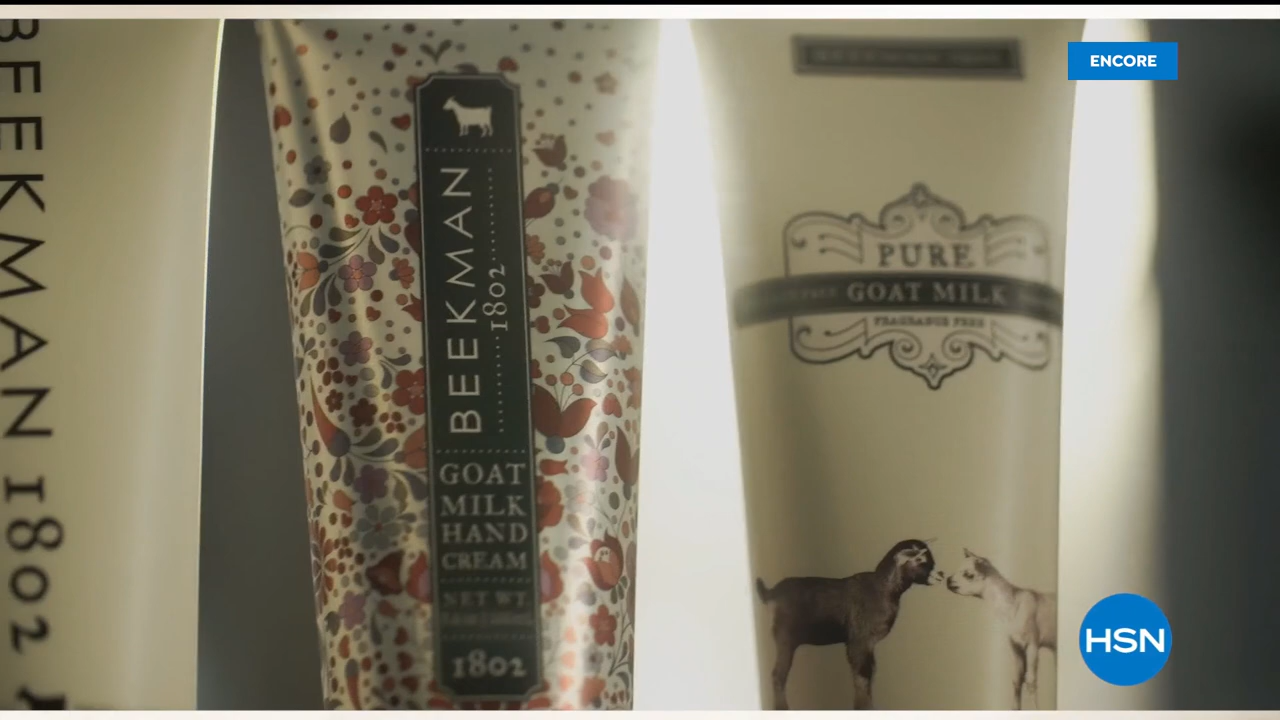 BEEKMAN 1802
ENCORE
BEEKMAN
1802
GOAT
MILK
HAND
CREAM
NET WT.
1802
PURE
GOAT MILK
FRAGRANCE FREE
HSN